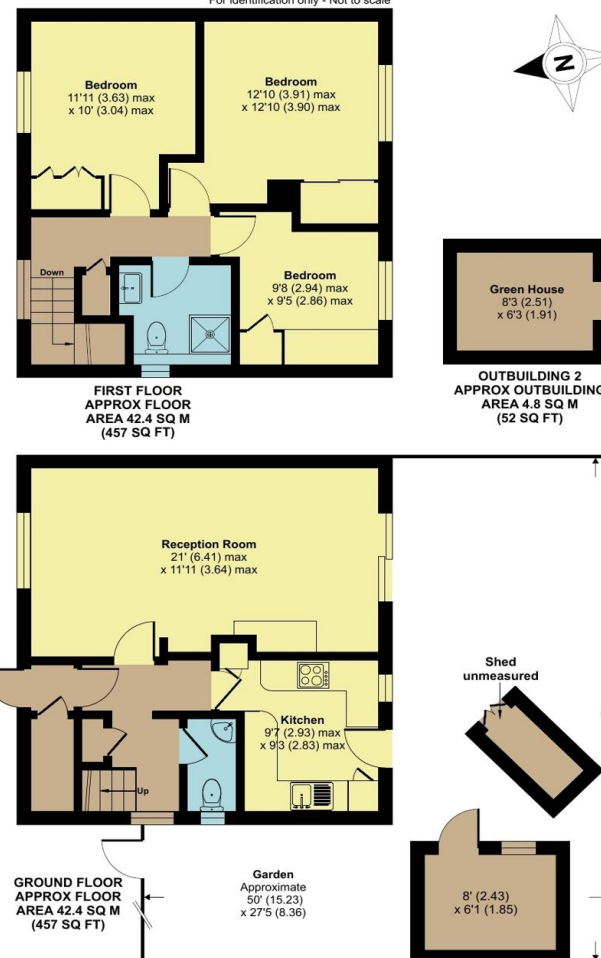 For identification only - Not to scale
Bedroom
11'11 (3.63) max
x 10' (3.04) max
Bedroom
12'10 (3.91) max
x 12'10 (3.90) max
N
Down
Bedroom
9'8 (2.94) max
x 9'5 (2.86) max
Green House
8'3 (2.51)
x 6'3 (1.91)
FIRST FLOOR
APPROX FLOOR
AREA 42.4 SQ M
(457 SQ FT)
OUTBUILDING 2
APPROX OUTBUILDING
AREA 4.8 SQ M
(52 SQ FT)
Reception Room
21' (6.41) max
x 11'11 (3.64) max
Shed
unmeasured
Kitchen
9'7 (2.93) max
x 9'3 (2.83) max
Up
GROUND FLOOR
APPROX FLOOR
AREA 42.4 SQ M
(457 SQ FT)
Garden
Approximate
50' (15.23)
x 27'5 (8.36)
8' (2.43)
x 6'1 (1.85)